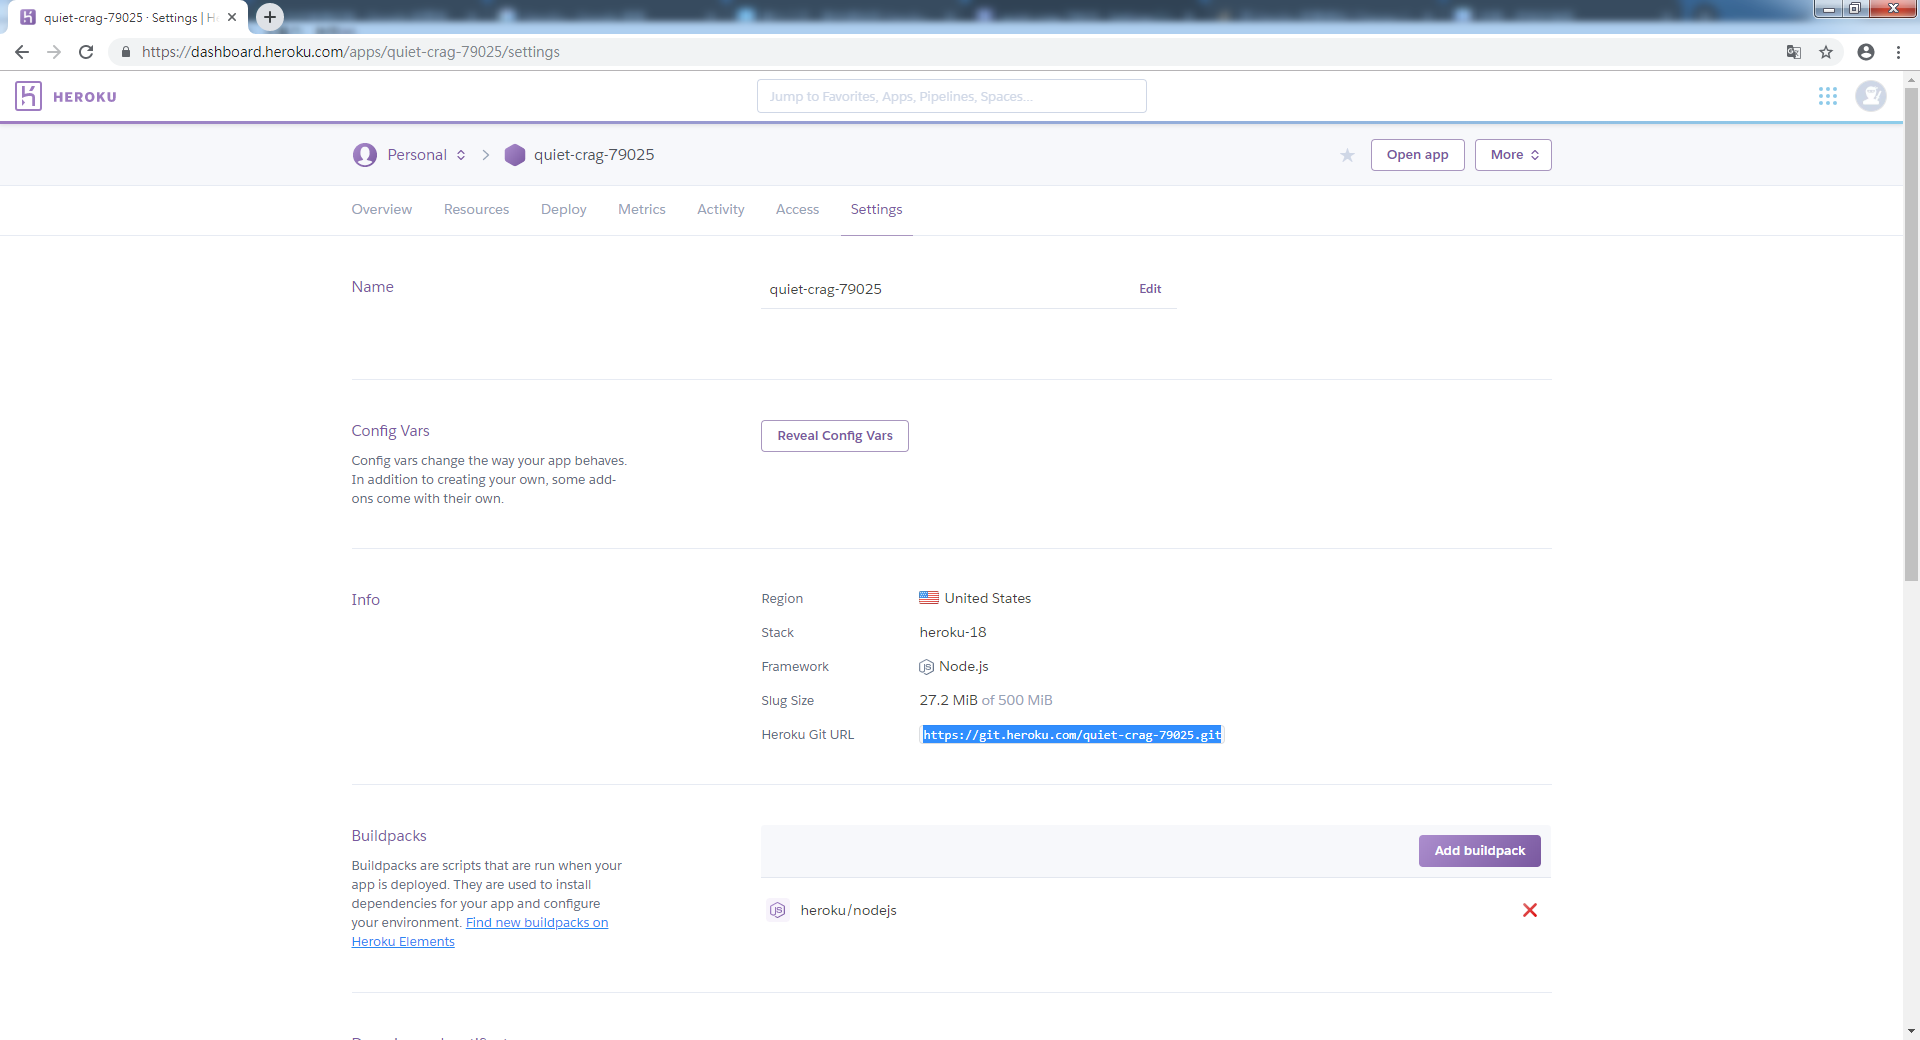 quiet-crag-79025 · Settings | H
https://dashboard.heroku.com/apps/quiet-crag-79025/settings
HEROKU
Jump to Favorites, Apps, Pipelines, Spaces...
Personal
quiet-crag-79025
Open app
More
Overview Resources Deploy Metrics Activity Access Settings
Name
quiet-crag-79025
Edit
Config Vars
Config vars change the way your app behaves.
In addition to creating your own, some add-
ons come with their own.
Reveal Config Vars
Info
Region United States
Stack heroku-18
Framework Node.js
Slug Size 27.2 MiB of 500 MiB
Heroku Git URL https://git.heroku.com/quiet-crag-79025.git
Buildpacks
Buildpacks are scripts that are run when your
app is deployed. They are used to install
dependencies for your app and configure
your environment. Find new buildpacks on
Heroku Elements
Add buildpack
heroku/nodejs